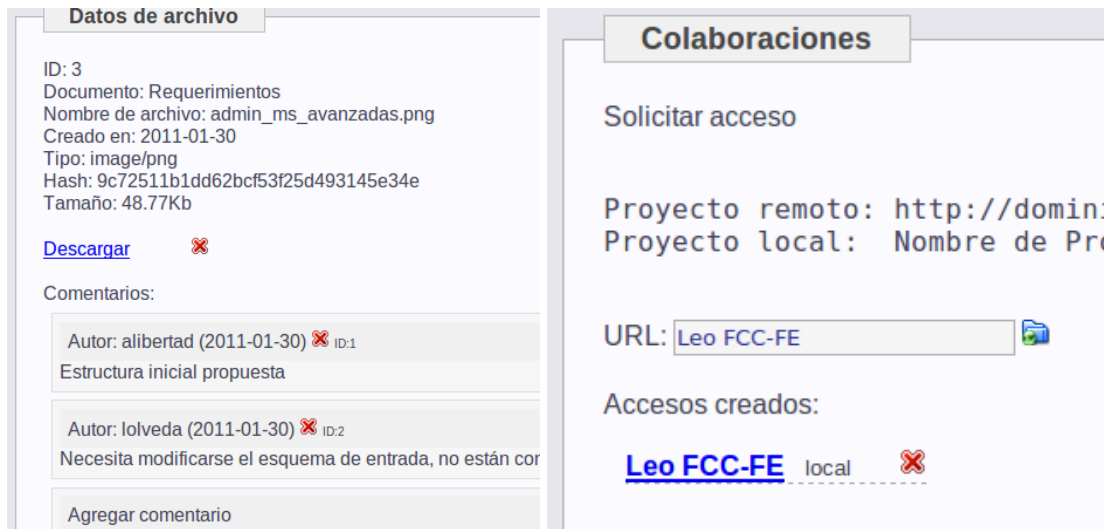 Datos de archivo
ID: 3
Documento: Requerimientos
Nombre de archivo: admin_ms_avanzadas.png
Creado en: 2011-01-30
Tipo: image/png
Hash: 9c72511b1dd62bcf53f25d493145e34e
Tamaño: 48.77Kb
Descargar
Comentarios:
Autor: alibertad (2011-01-30) ID:1
Estructura inicial propuesta
Autor: lolveda (2011-01-30) ID:2
Necesita modificarse el esquema de entrada, no están
Agregar comentario
Colaboraciones
Solicitar acceso
Proyecto remoto: http://domini
Proyecto local: Nombre de
URL: Leo FCC-FE
Accesos creados:
Leo FCC-FE local